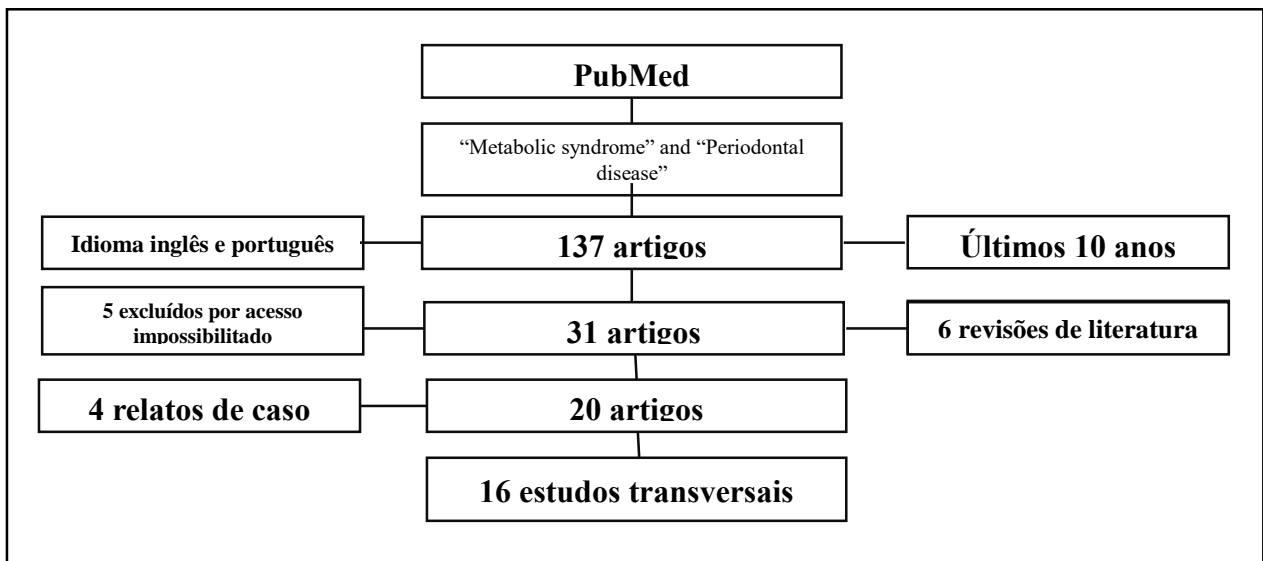 PubMed
“Metabolic syndrome” and “Periodontal
disease”
Idioma inglês e português
137 artigos
Últimos 10 anos
5 excluídos por acesso
impossibilitado
31 artigos
6 revisões de literatura
4 relatos de caso
20 artigos
16 estudos transversais